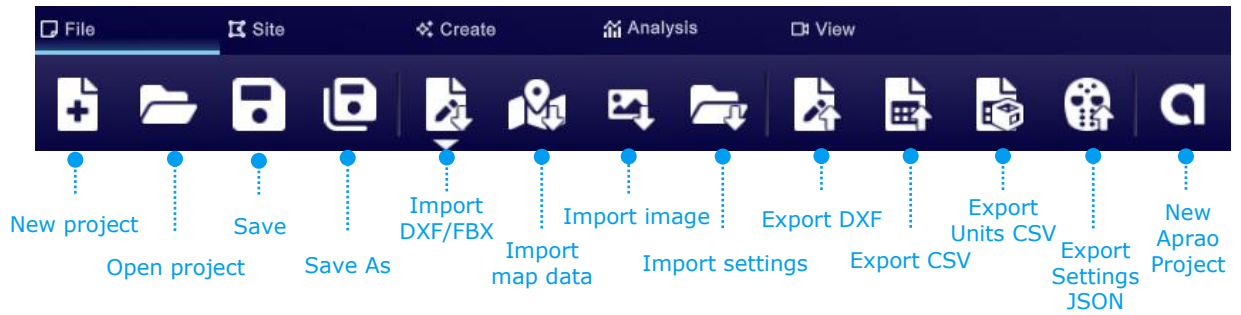 File
Site
Create
Analysis
View
New project
Open project
Save
Save As
Import
DXF/FBX
Import
map data
Import image
Import settings
Export DXF
Export CSV
Export
Units CSV
Export
Settings
JSON
New
Aprao
Project